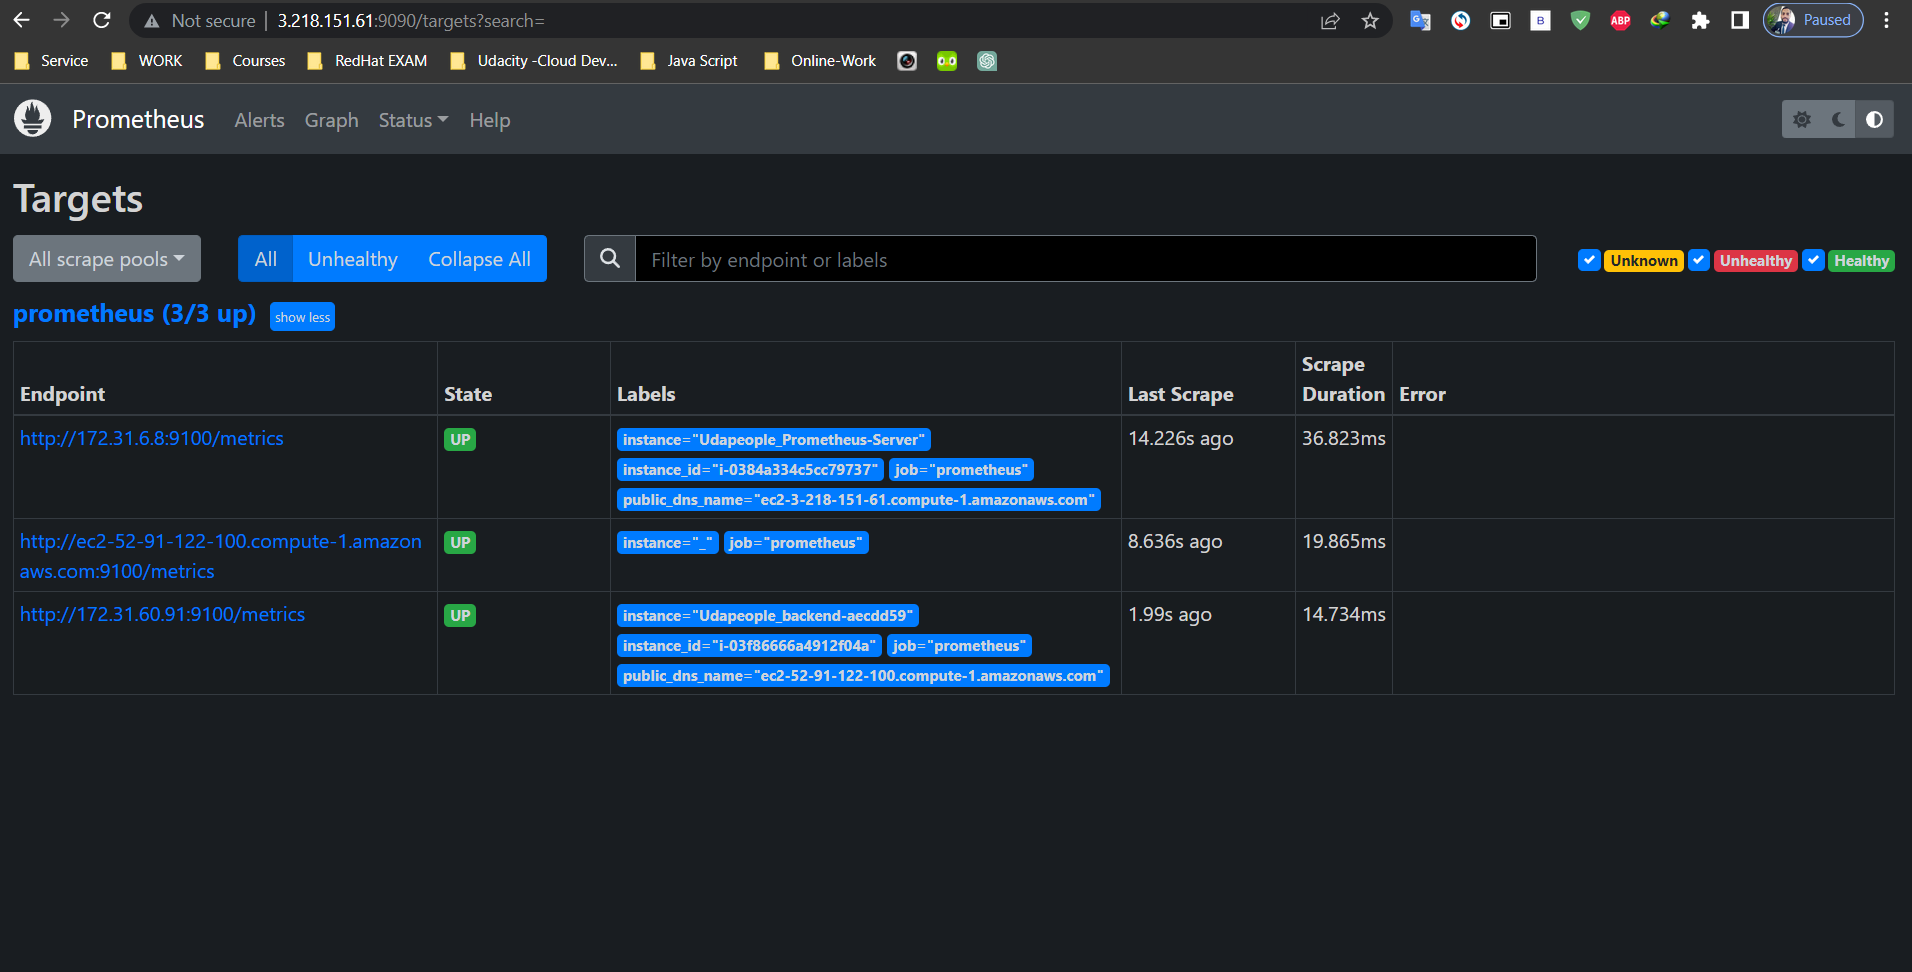 Not secure | 3.218.151.61:9090/targets?search=
Paused
Service WORK Courses RedHat EXAM Udacity -Cloud Dev... Java Script Online-Work
Prometheus Alerts Graph Status Help
Targets
All scrape pools All Unhealthy Collapse All Filter by endpoint or labels Unknown Unhealthy Healthy
prometheus (3/3 up) show less
Endpoint State Labels Last Scrape Scrape Duration Error
http://172.31.6.8:9100/metrics UP instance="Udapeople_Prometheus-Server" 14.226s ago 36.823ms
instance_id="i-0384a334c5cc79737" job="prometheus"
public_dns_name="ec2-3-218-151-61.compute-1.amazonaws.com"
http://ec2-52-91-122-100.compute-1.amazon UP instance="_" job="prometheus" 8.636s ago 19.865ms
aws.com:9100/metrics
http://172.31.60.91:9100/metrics UP instance="Udapeople_backend-aecdd59" 1.99s ago 14.734ms
instance_id="i-03f86666a4912f04a" job="prometheus"
public_dns_name="ec2-52-91-122-100.compute-1.amazonaws.com"